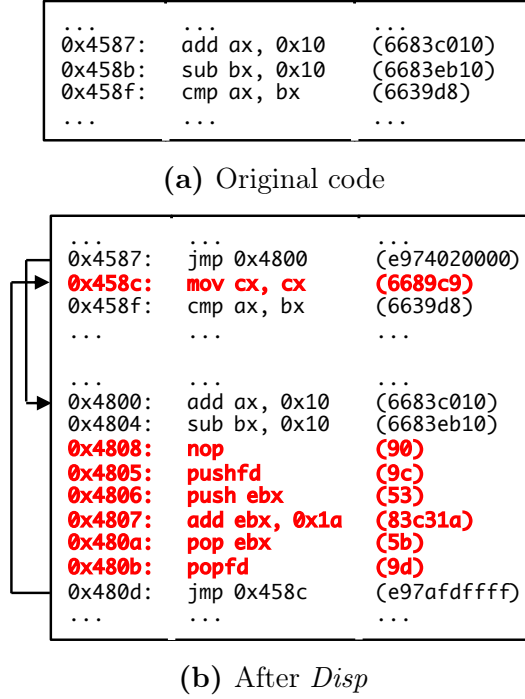 ... ... ...
0x4587: add ax, 0x10 (6683c010)
0x458b: sub bx, 0x10 (6683eb10)
0x458f: cmp ax, bx (6639d8)
... ... ...
(a) Original code
... ... ...
0x4587: jmp 0x4800 (e974020000)
0x458c: mov cx, cx (6689c9)
0x458f: cmp ax, bx (6639d8)
... ... ...
... ... ...
0x4800: add ax, 0x10 (6683c010)
0x4804: sub bx, 0x10 (6683eb10)
0x4808: nop (90)
0x4805: pushfd (9c)
0x4806: push ebx (53)
0x4807: add ebx, 0x1a (83c31a)
0x480a: pop ebx (5b)
0x480b: popfd (9d)
0x480d: jmp 0x458c (e97afdffff)
... ... ...
(b) After Disp